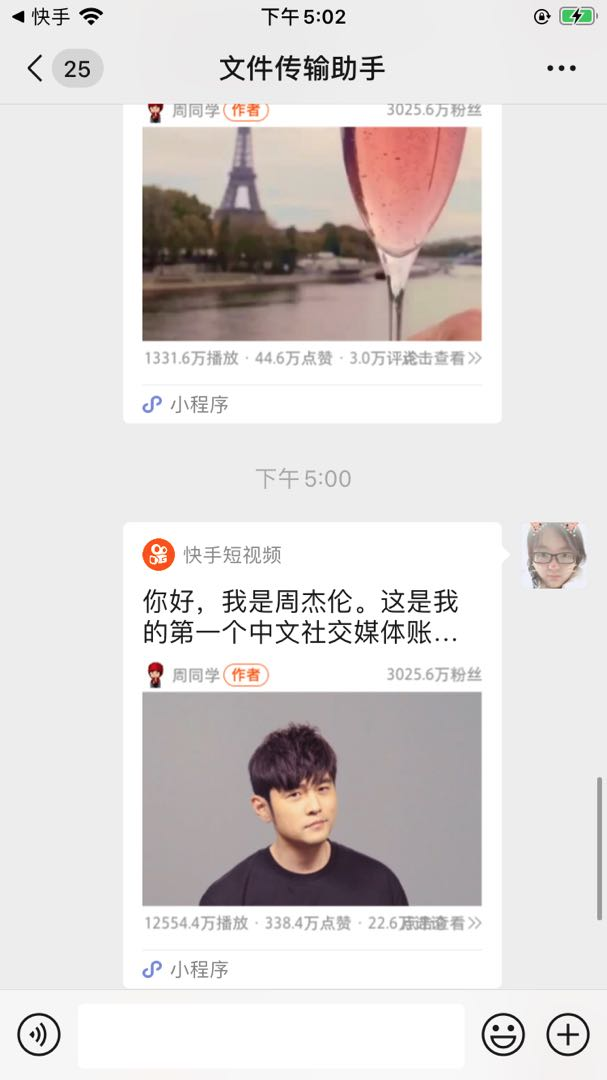 快手
下午5:02
25
文件传输助手
周同学 作者 3025.6万粉丝
1331.6万播放 · 44.6万点赞 · 3.0万评论 击查看
小程序
下午5:00
快手短视频
你好，我是周杰伦。这是我
的第一个中文社交媒体账...
周同学 作者 3025.6万粉丝
12554.4万播放 · 338.4万点赞 · 22.6万 查看
小程序